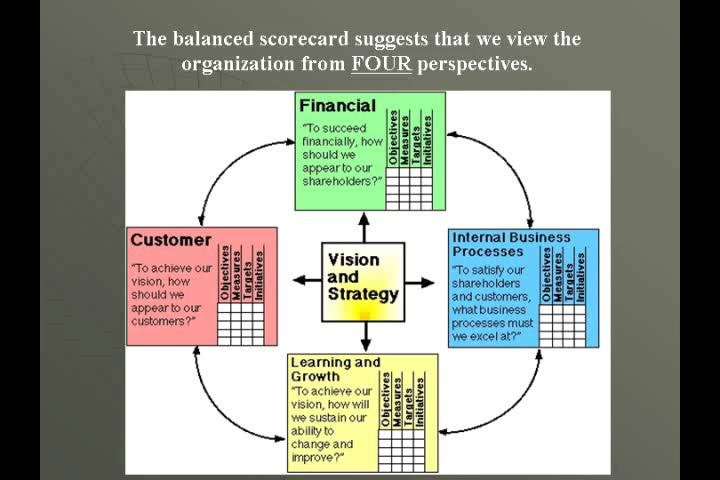 The balanced scorecard suggests that we view the
organization from FOUR perspectives.
Financial
"To succeed
financially, how
should we
appear to our
shareholders?"
Objectives
Measures
Targets
Initiatives
Customer
"To achieve our
vision, how
should we
appear to our
customers?"
Objectives
Measures
Targets
Initiatives
Vision
and
Strategy
Internal Business
Processes
"To satisfy our
shareholders
and customers,
what business
processes must
we excel at?"
Objectives
Measures
Targets
Initiatives
Learning and
Growth
"To achieve our
vision, how will
we sustain our
ability to
change and
improve?"
Objectives
Measures
Targets
Initiatives